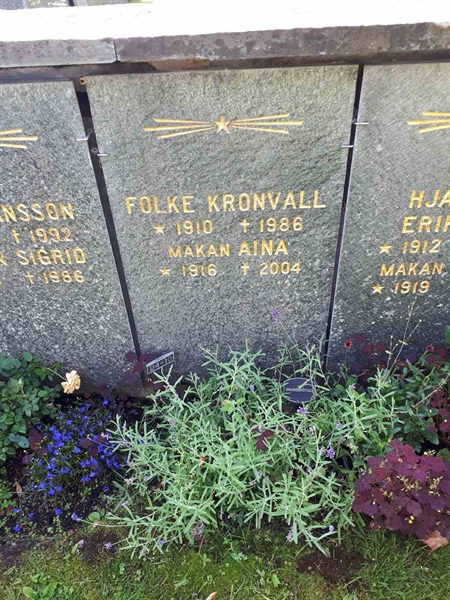 NSSON
† 1992
SIGRID
† 1986
FOLKE KRONVALL
★ 1910 † 1986
MAKAN AINA
★ 1916 † 2004
HJA
ERI
★ 1912
MAKAN
★ 1919